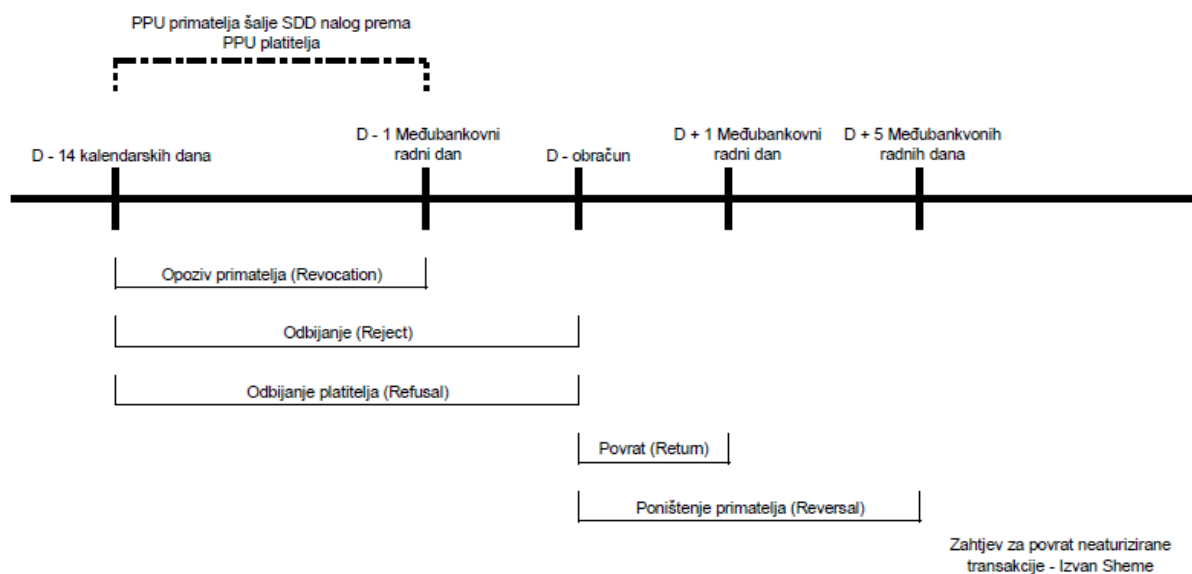 PPU primatelja šalje SDD nalog prema
PPU platitelja
D - 14 kalendarskih dana
D - 1 Međubankovni
radni dan
D - obračun
D + 1 Međubankovni
radni dan
D + 5 Međubankvonih
radnih dana
Opoziv primatelja (Revocation)
Odbijanje (Reject)
Odbijanje platitelja (Refusal)
Povrat (Return)
Poništenje primatelja (Reversal)
Zahtjev za povrat neaturizirane
transakcije - Izvan Sheme